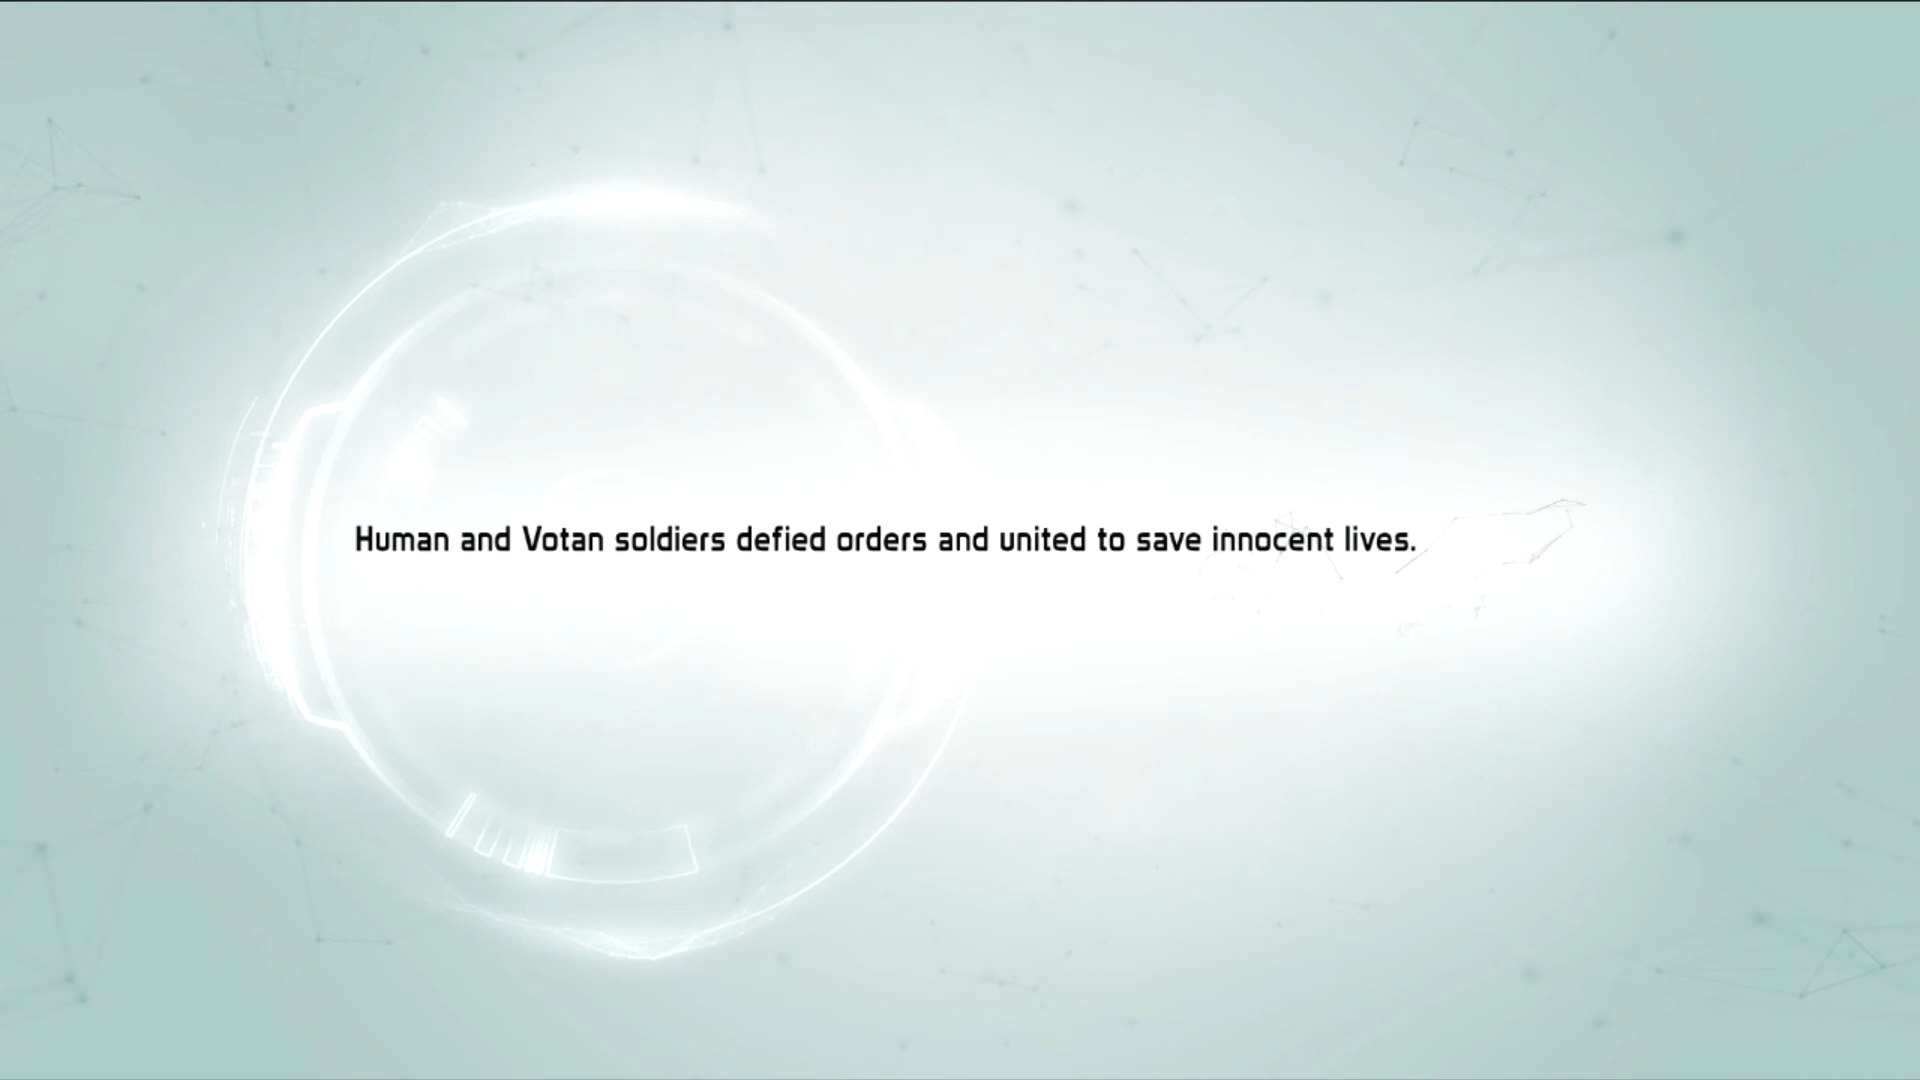 Human and Votan soldiers defied orders and united to save innocent lives.